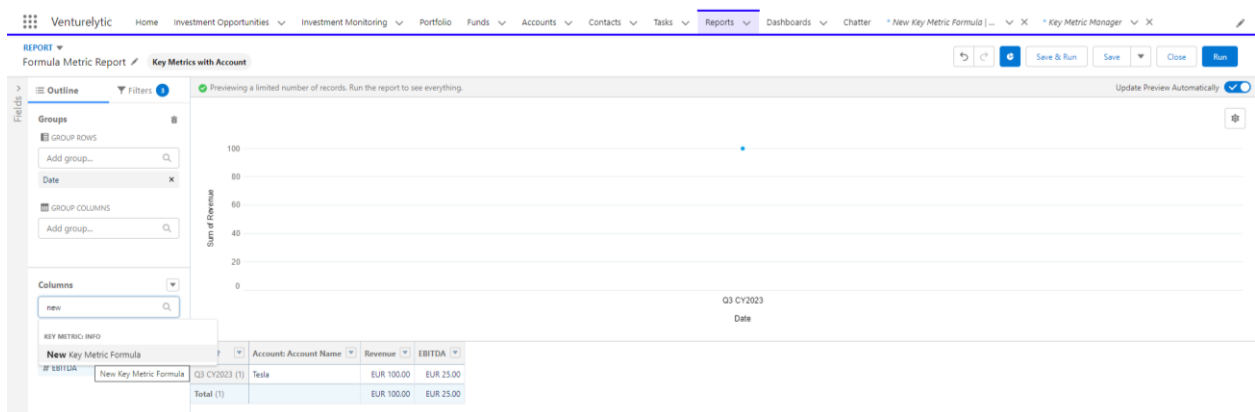 Venturelytic Home Investment Opportunities Investment Monitoring Portfolio Funds Accounts Contacts Tasks Reports Dashboards Chatter * New Key Metric Formula | ... * Key Metric Manager
REPORT
Formula Metric Report Key Metrics with Account Save & Run Save Close Run
Fields
Outline Filters 3
Previewing a limited number of records. Run the report to see everything. Update Preview Automatically
Groups
GROUP ROWS
Add group...
Date
GROUP COLUMNS
Add group...
Columns
new
KEY METRIC: INFO
New Key Metric Formula
# EBITDA
New Key Metric Formula
Sum of Revenue
100
80
60
40
20
0
Q3 CY2023
Date
Account: Account Name Revenue EBITDA
Q3 CY2023 (1) Tesla EUR 100.00 EUR 25.00
Total (1) EUR 100.00 EUR 25.00